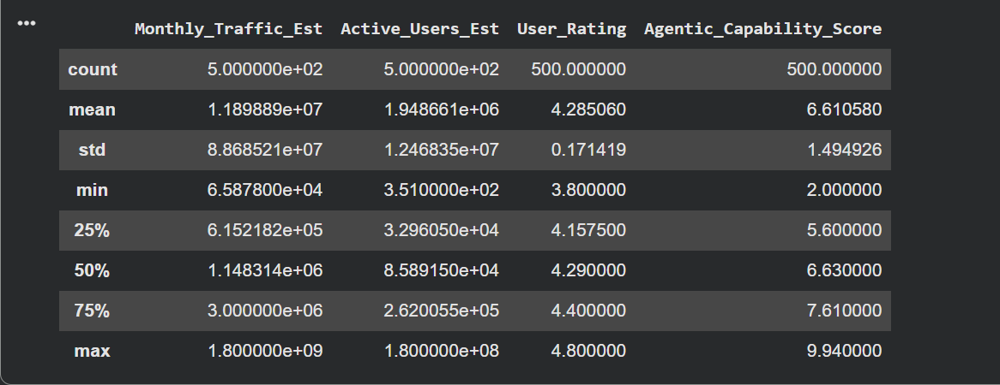 Monthly_Traffic_Est Active_Users_Est User_Rating Agentic_Capability_Score
count 5.000000e+02 5.000000e+02 500.000000 500.000000
mean 1.189889e+07 1.948661e+06 4.285060 6.610580
std 8.868521e+07 1.246835e+07 0.171419 1.494926
min 6.587800e+04 3.510000e+02 3.800000 2.000000
25% 6.152182e+05 3.296050e+04 4.157500 5.600000
50% 1.148314e+06 8.589150e+04 4.290000 6.630000
75% 3.000000e+06 2.620055e+05 4.400000 7.610000
max 1.800000e+09 1.800000e+08 4.800000 9.940000